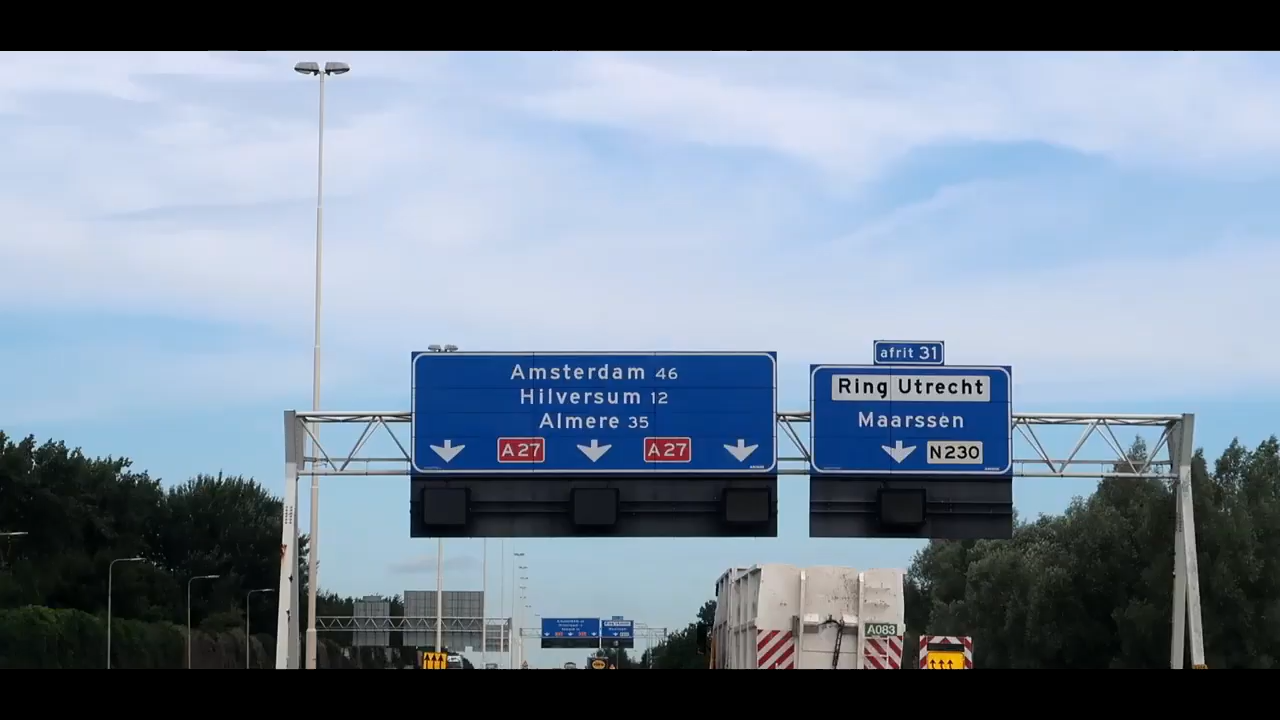 afrit 31
Amsterdam 46
Hilversum 12
Almere 35
A27
A27
Ring Utrecht
Maarssen
N230
A083